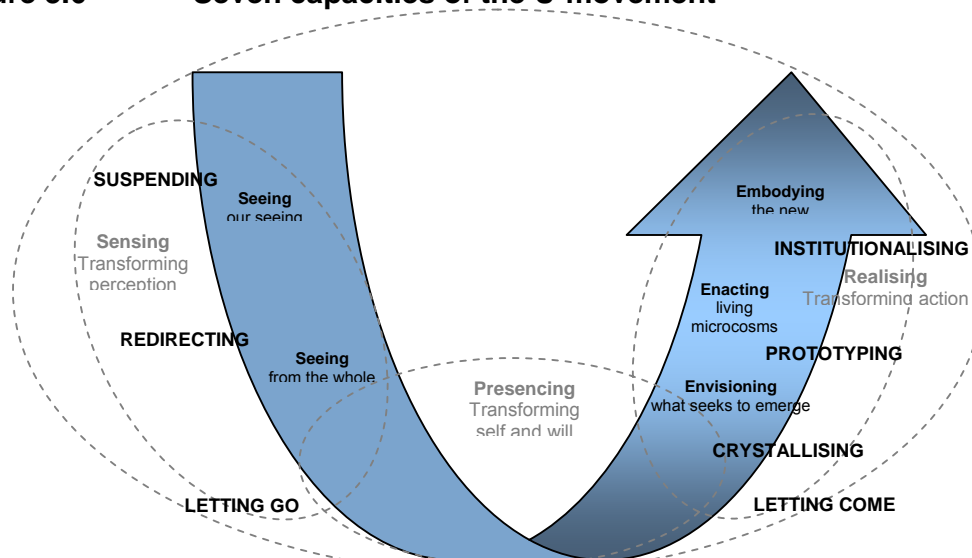 Seven capacities of the U-movement
SUSPENDING
Seeing
our seeing
Sensing
Transforming
perception
REDIRECTING
Seeing
from the whole
LETTING GO
Presencing
Transforming
self and will
Embodying
the new
INSTITUTIONALISING
Realising
Transforming action
Enacting
living
microcosms
PROTOTYPING
Envisioning
what seeks to emerge
CRYSTALLISING
LETTING COME